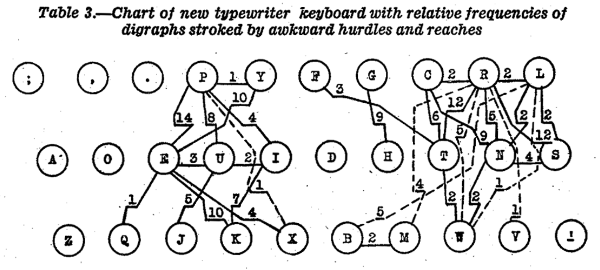 Table 3.—Chart of new typewriter keyboard with relative frequencies of
digraphs stroked by awkward hurdles and reaches
; , . P 1 Y F G C 2 R 2 L
10 3 12
14 8 4 9 6 5 5 2 2
9 12
A O E 3 U 2 I D H T N 4 S
1 5 7 1 4 2 2 1
10 4 5 1
Z Q J K X B 2 M W V !